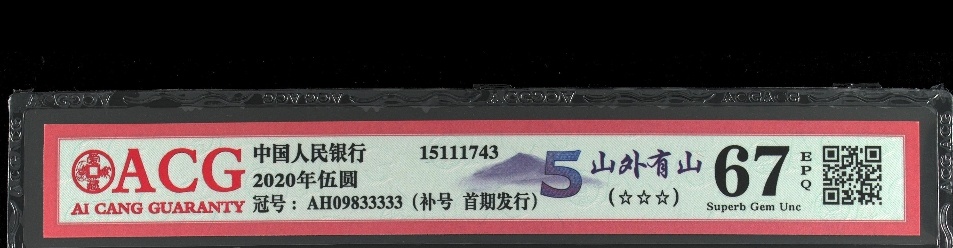 ACG
AI CANG GUARANTY
中国人民银行 15111743
2020年伍圆
冠号：AH09833333（补号 首期发行）
5 山外有山
(☆☆☆)
67 EPQ
Superb Gem Unc